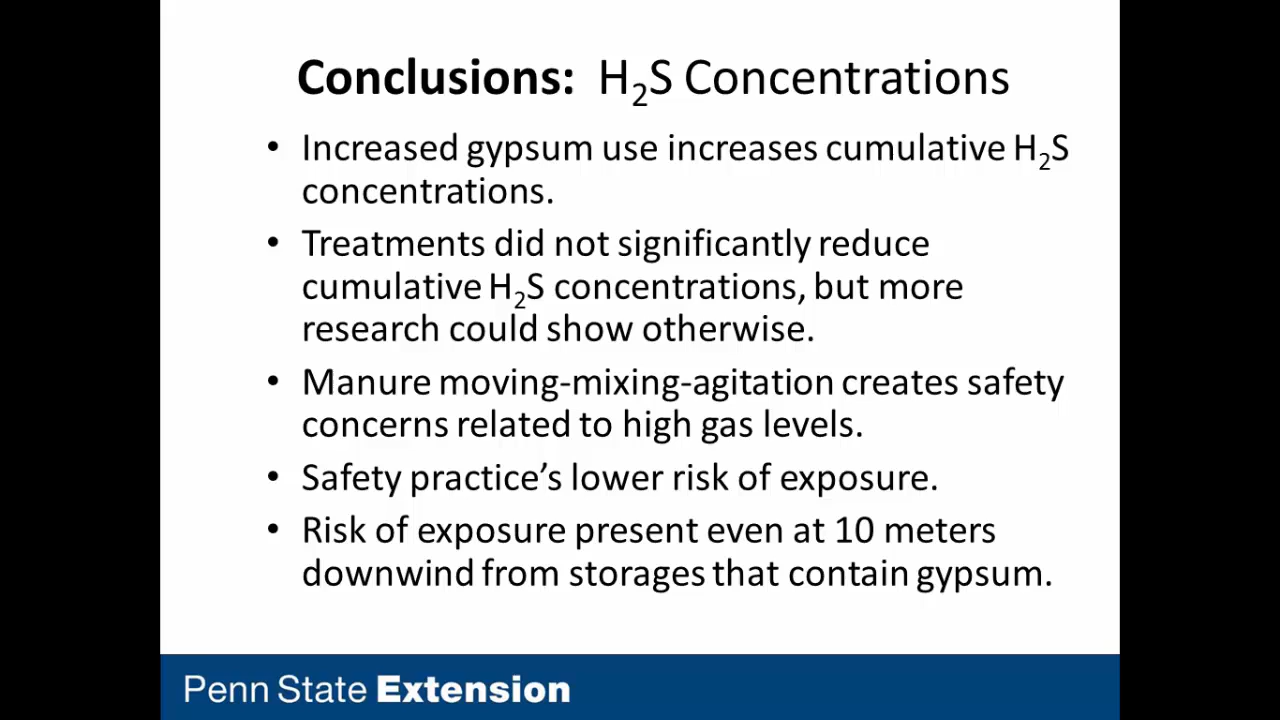 Conclusions: H₂S Concentrations
• Increased gypsum use increases cumulative H₂S
concentrations.
• Treatments did not significantly reduce
cumulative H₂S concentrations, but more
research could show otherwise.
• Manure moving-mixing-agitation creates safety
concerns related to high gas levels.
• Safety practice’s lower risk of exposure.
• Risk of exposure present even at 10 meters
downwind from storages that contain gypsum.
Penn State Extension